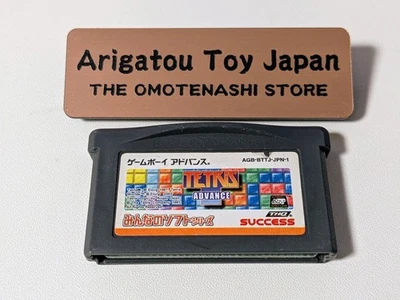 Arigatou Toy Japan
THE OMOTENASHI STORE
ゲームボーイ アドバンス®
AGB-BTTJ-JPN-1
TETRIS
ADVANCE
みんなのソフトシリーズ
THQ
SUCCESS